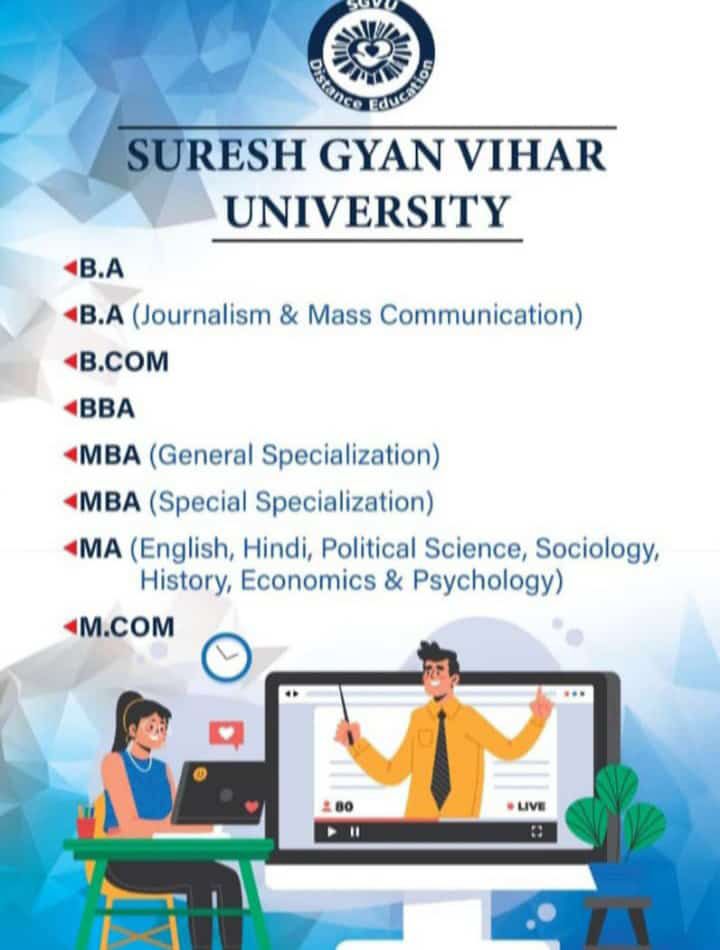 SGVU
Distance Education
SURESH GYAN VIHAR
UNIVERSITY
B.A
B.A (Journalism & Mass Communication)
B.COM
BBA
MBA (General Specialization)
MBA (Special Specialization)
MA (English, Hindi, Political Science, Sociology,
History, Economics & Psychology)
M.COM
80
LIVE